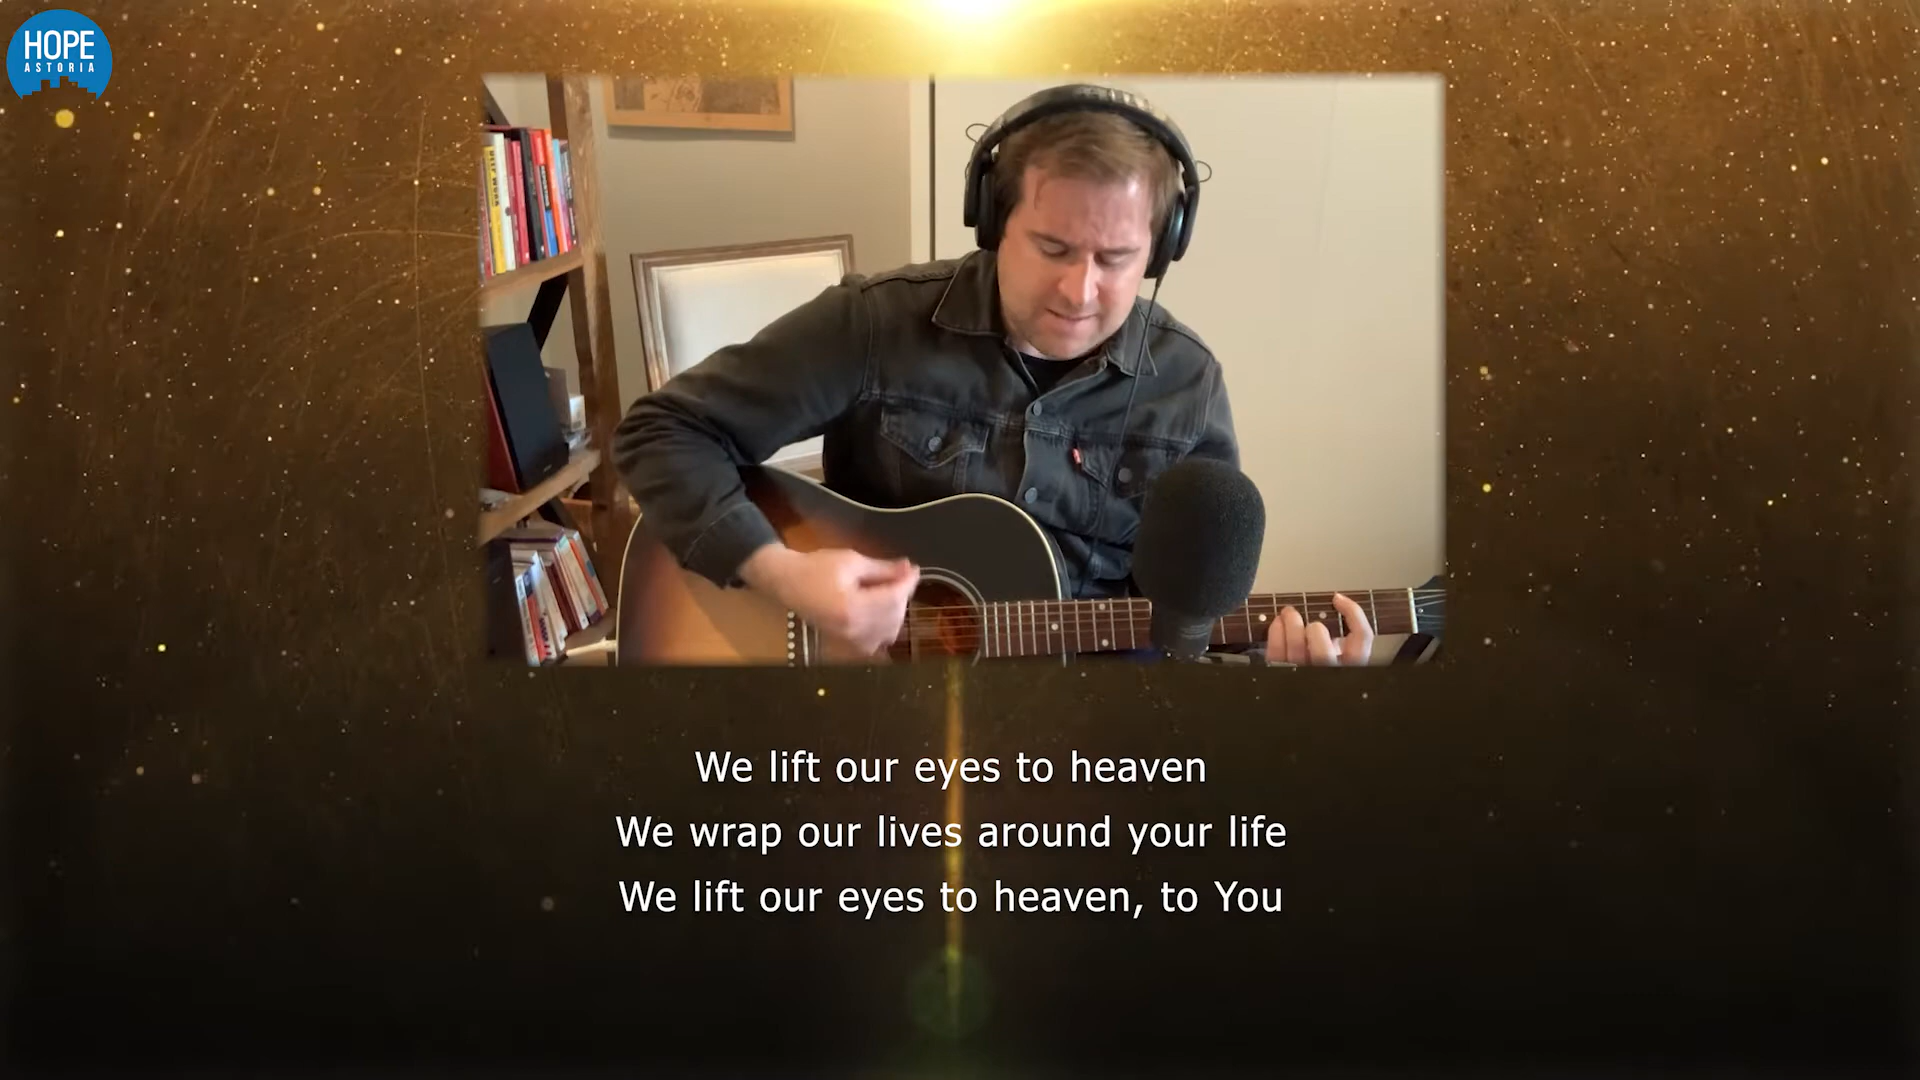 HOPE
ASTORIA
We lift our eyes to heaven
We wrap our lives around your life
We lift our eyes to heaven, to You